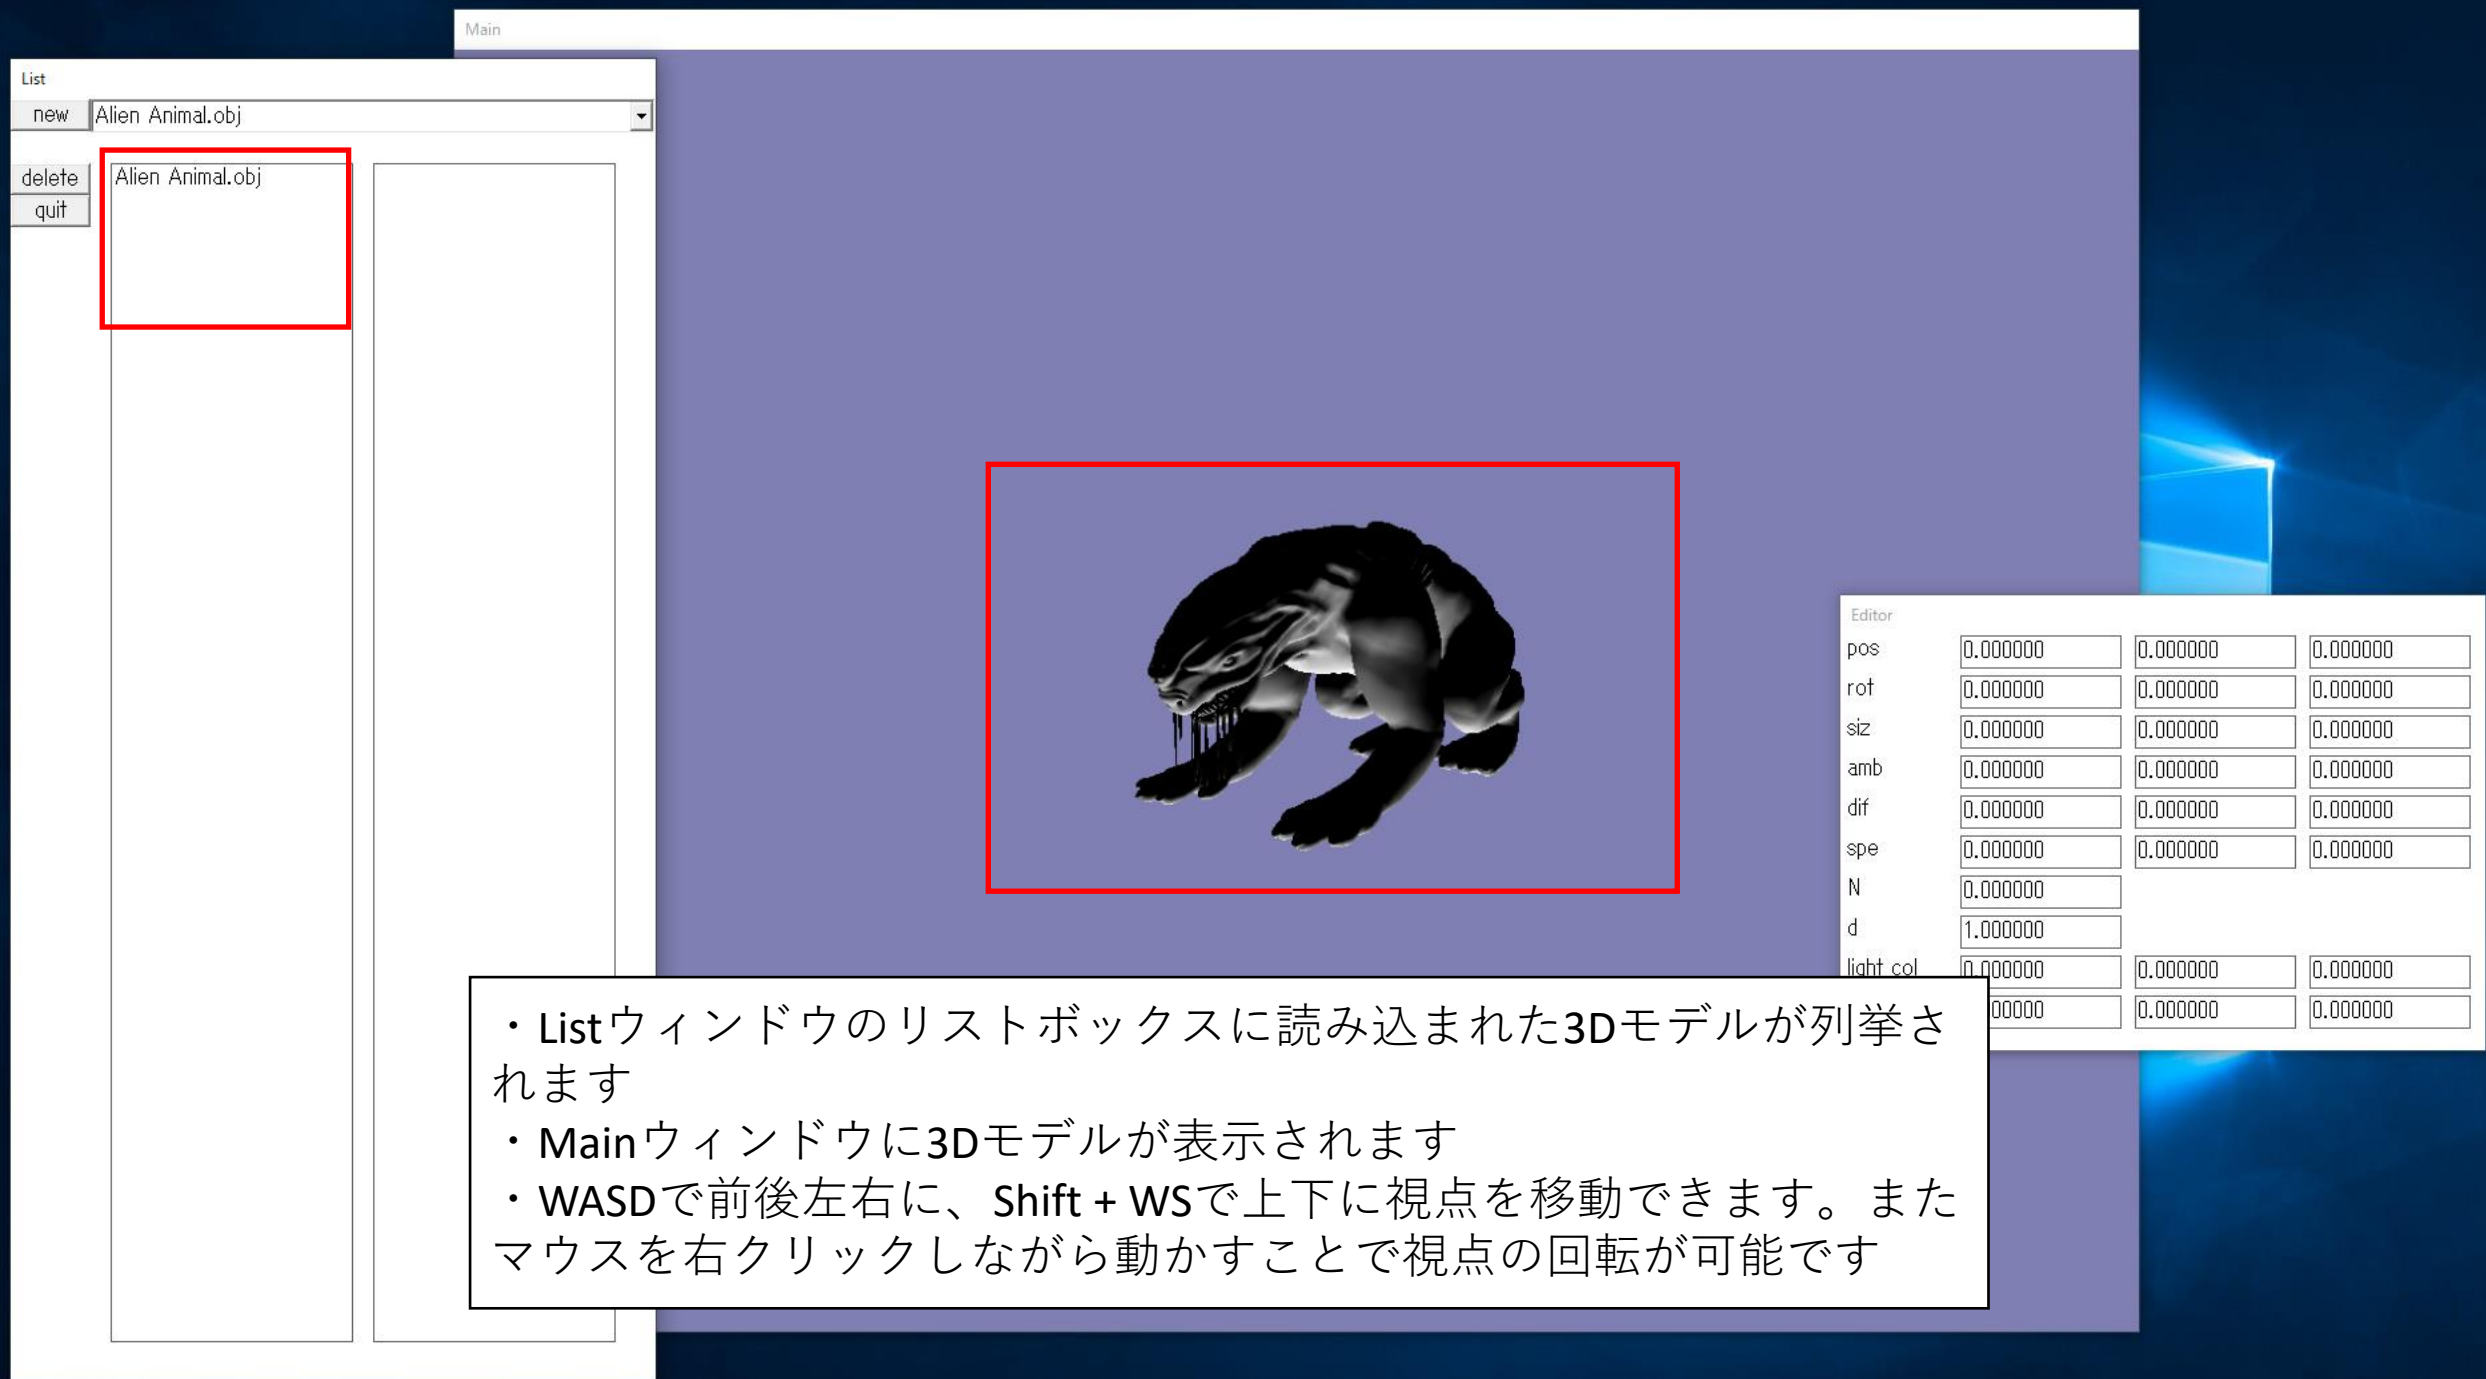 Main
List
new Alien Animal.obj
delete Alien Animal.obj
quit
Editor
pos 0.000000 0.000000 0.000000
rot 0.000000 0.000000 0.000000
siz 0.000000 0.000000 0.000000
amb 0.000000 0.000000 0.000000
dif 0.000000 0.000000 0.000000
spe 0.000000 0.000000 0.000000
N 0.000000
d 1.000000
light col 0.000000 0.000000 0.000000
00000 0.000000 0.000000
・Listウィンドウのリストボックスに読み込まれた3Dモデルが列挙さ
れます
・Mainウィンドウに3Dモデルが表示されます
・WASDで前後左右に、Shift + WSで上下に視点を移動できます。また
マウスを右クリックしながら動かすことで視点の回転が可能です